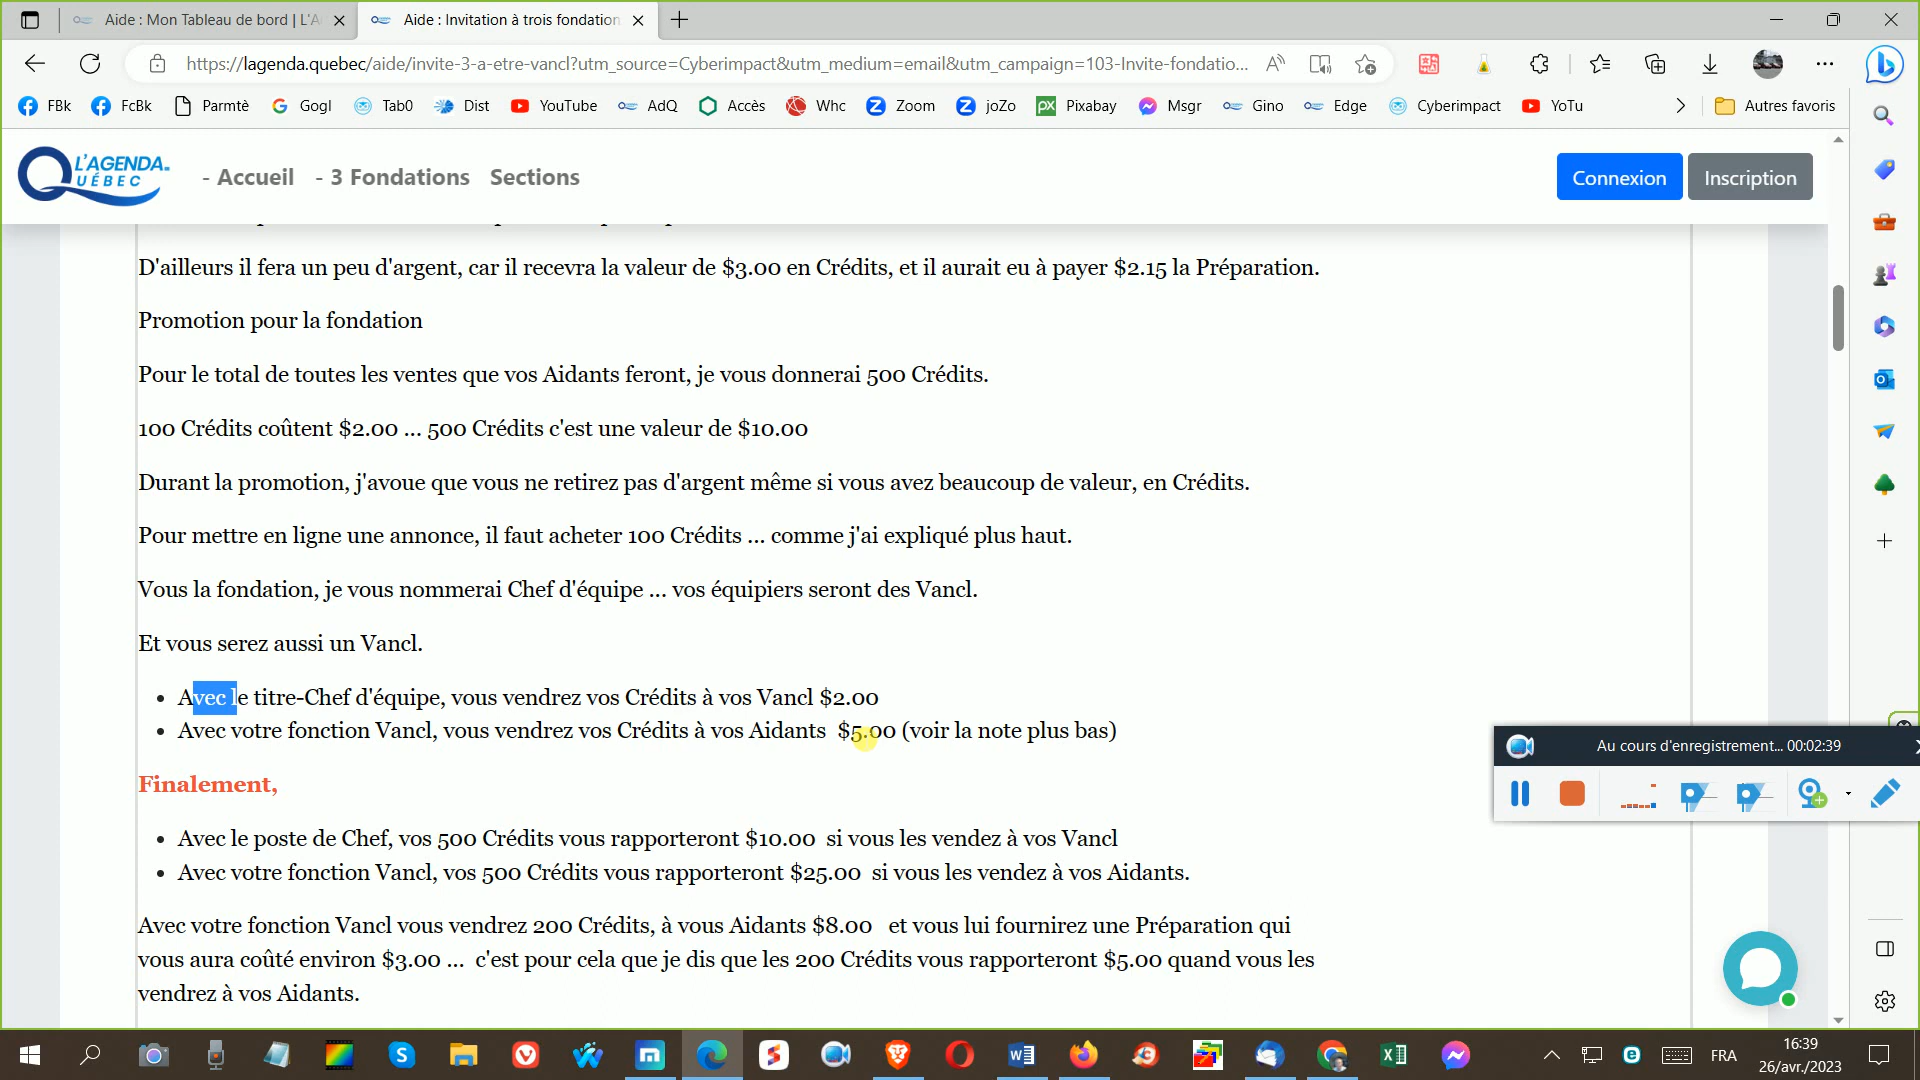 Aide : Mon Tableau de bord | L'A
Aide : Invitation à trois fondation
https://lagenda.quebec/aide/invite-3-a-etre-vancl?utm_source=Cyberimpact&utm_medium=email&utm_campaign=103-Invite-fondatio...
FBk FcBk Parmtè Gogl Tab0 Dist YouTube AdQ Accès Whc Zoom joZo Pixabay Msgr Gino Edge Cyberimpact YoTu Autres favoris
L'AGENDA QUÉBEC
- Accueil - 3 Fondations Sections Connexion Inscription
D'ailleurs il fera un peu d'argent, car il recevra la valeur de $3.00 en Crédits, et il aurait eu à payer $2.15 la Préparation.
Promotion pour la fondation
Pour le total de toutes les ventes que vos Aidants feront, je vous donnerai 500 Crédits.
100 Crédits coûtent $2.00 ... 500 Crédits c'est une valeur de $10.00
Durant la promotion, j'avoue que vous ne retirez pas d'argent même si vous avez beaucoup de valeur, en Crédits.
Pour mettre en ligne une annonce, il faut acheter 100 Crédits ... comme j'ai expliqué plus haut.
Vous la fondation, je vous nommerai Chef d'équipe ... vos équipiers seront des Vancl.
Et vous serez aussi un Vancl.
• Avec le titre-Chef d'équipe, vous vendrez vos Crédits à vos Vancl $2.00
• Avec votre fonction Vancl, vous vendrez vos Crédits à vos Aidants $5.00 (voir la note plus bas)
Au cours d'enregistrement... 00:02:39
Finalement,
• Avec le poste de Chef, vos 500 Crédits vous rapporteront $10.00 si vous les vendez à vos Vancl
• Avec votre fonction Vancl, vos 500 Crédits vous rapporteront $25.00 si vous les vendez à vos Aidants.
Avec votre fonction Vancl vous vendrez 200 Crédits, à vous Aidants $8.00 et vous lui fournirez une Préparation qui
vous aura coûté environ $3.00 ... c'est pour cela que je dis que les 200 Crédits vous rapporteront $5.00 quand vous les
vendrez à vos Aidants.
FRA
16:39
26/avr./2023